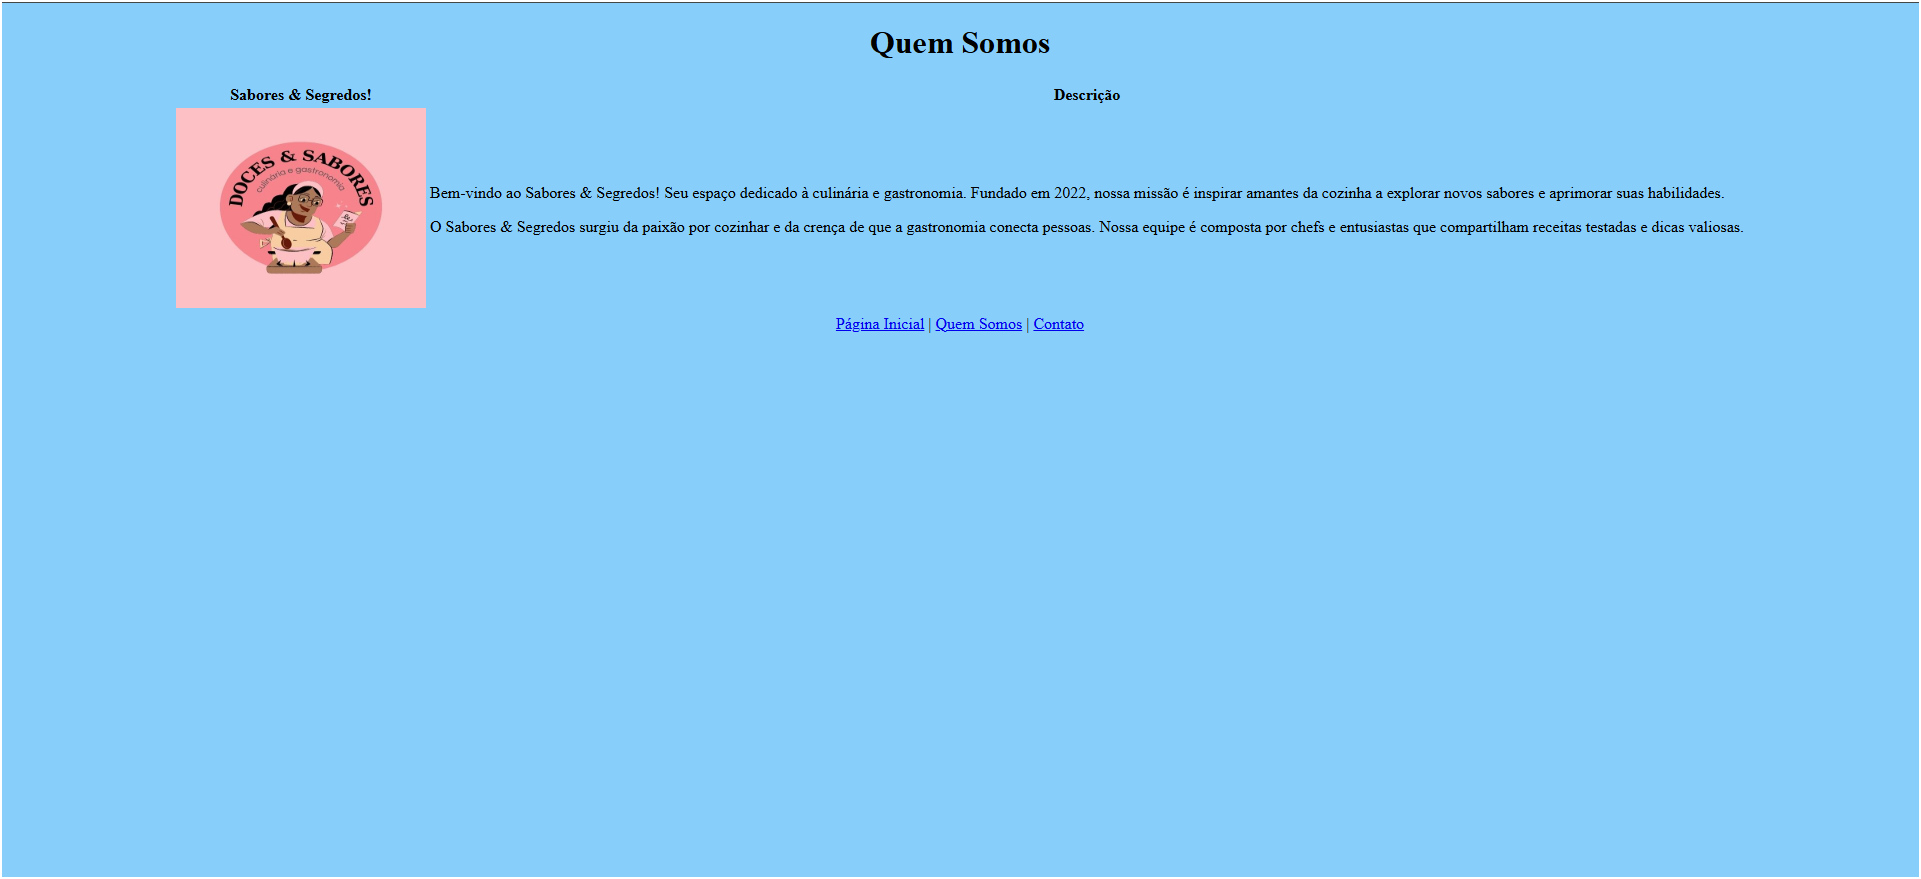 Quem Somos
Sabores & Segredos!
Descrição
DOCES & SABORES
culinária e gastronomia
Bem-vindo ao Sabores & Segredos! Seu espaço dedicado à culinária e gastronomia. Fundado em 2022, nossa missão é inspirar amantes da cozinha a explorar novos sabores e aprimorar suas habilidades.
O Sabores & Segredos surgiu da paixão por cozinhar e da crença de que a gastronomia conecta pessoas. Nossa equipe é composta por chefs e entusiastas que compartilham receitas testadas e dicas valiosas.
Página Inicial | Quem Somos | Contato